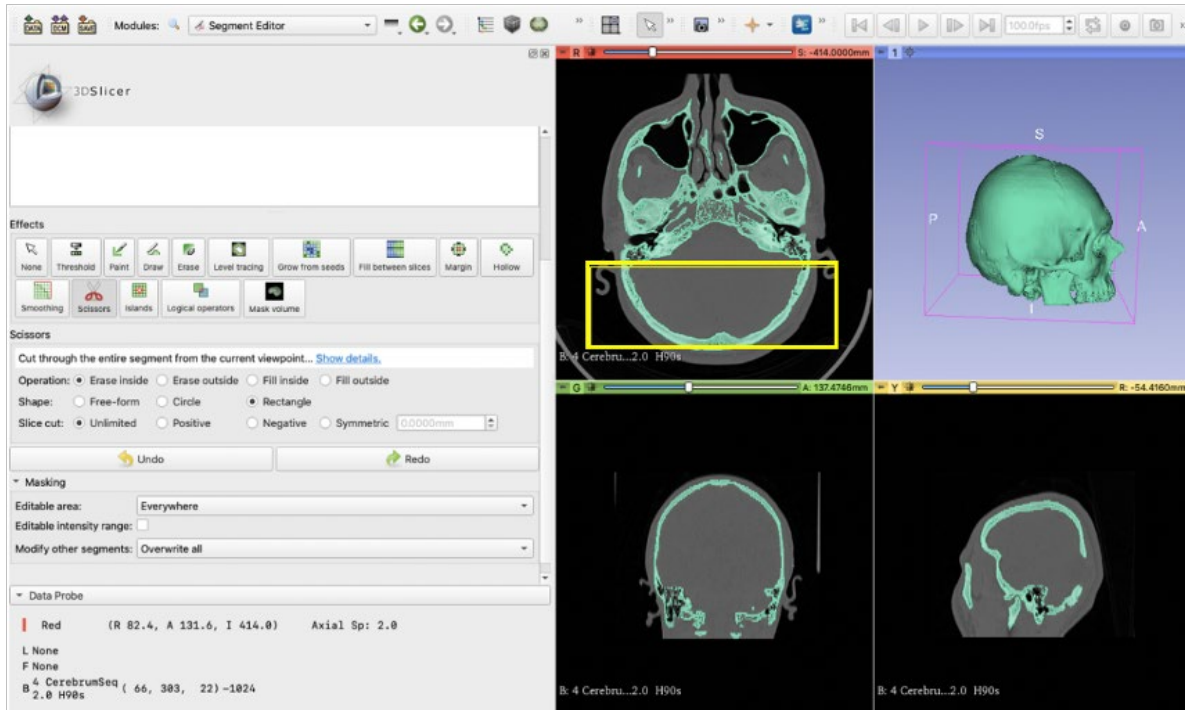 DATA DCM SAVE Modules: Segment Editor » » » 100.0fps
R S: -414.0000mm 1
3DSlicer
S
P A
I
Effects
None Threshold Paint Draw Erase Level tracing Grow from seeds Fill between slices Margin Hollow
Smoothing Scissors Islands Logical operators Mask volume
Scissors
B: 4 Cerebru...2.0 H90s
Cut through the entire segment from the current viewpoint... Show details.
Operation: Erase inside Erase outside Fill inside Fill outside
G A: 137.4746mm Y R: -54.4160mm
Shape: Free-form Circle Rectangle
Slice cut: Unlimited Positive Negative Symmetric 0.0000mm
Undo Redo
Masking
Editable area: Everywhere
Editable intensity range:
Modify other segments: Overwrite all
Data Probe
Red (R 82.4, A 131.6, I 414.0) Axial Sp: 2.0
L None
F None
B 4 CerebrumSeq 2.0 H90s ( 66, 303, 22) -1024
B: 4 Cerebru...2.0 H90s B: 4 Cerebru...2.0 H90s